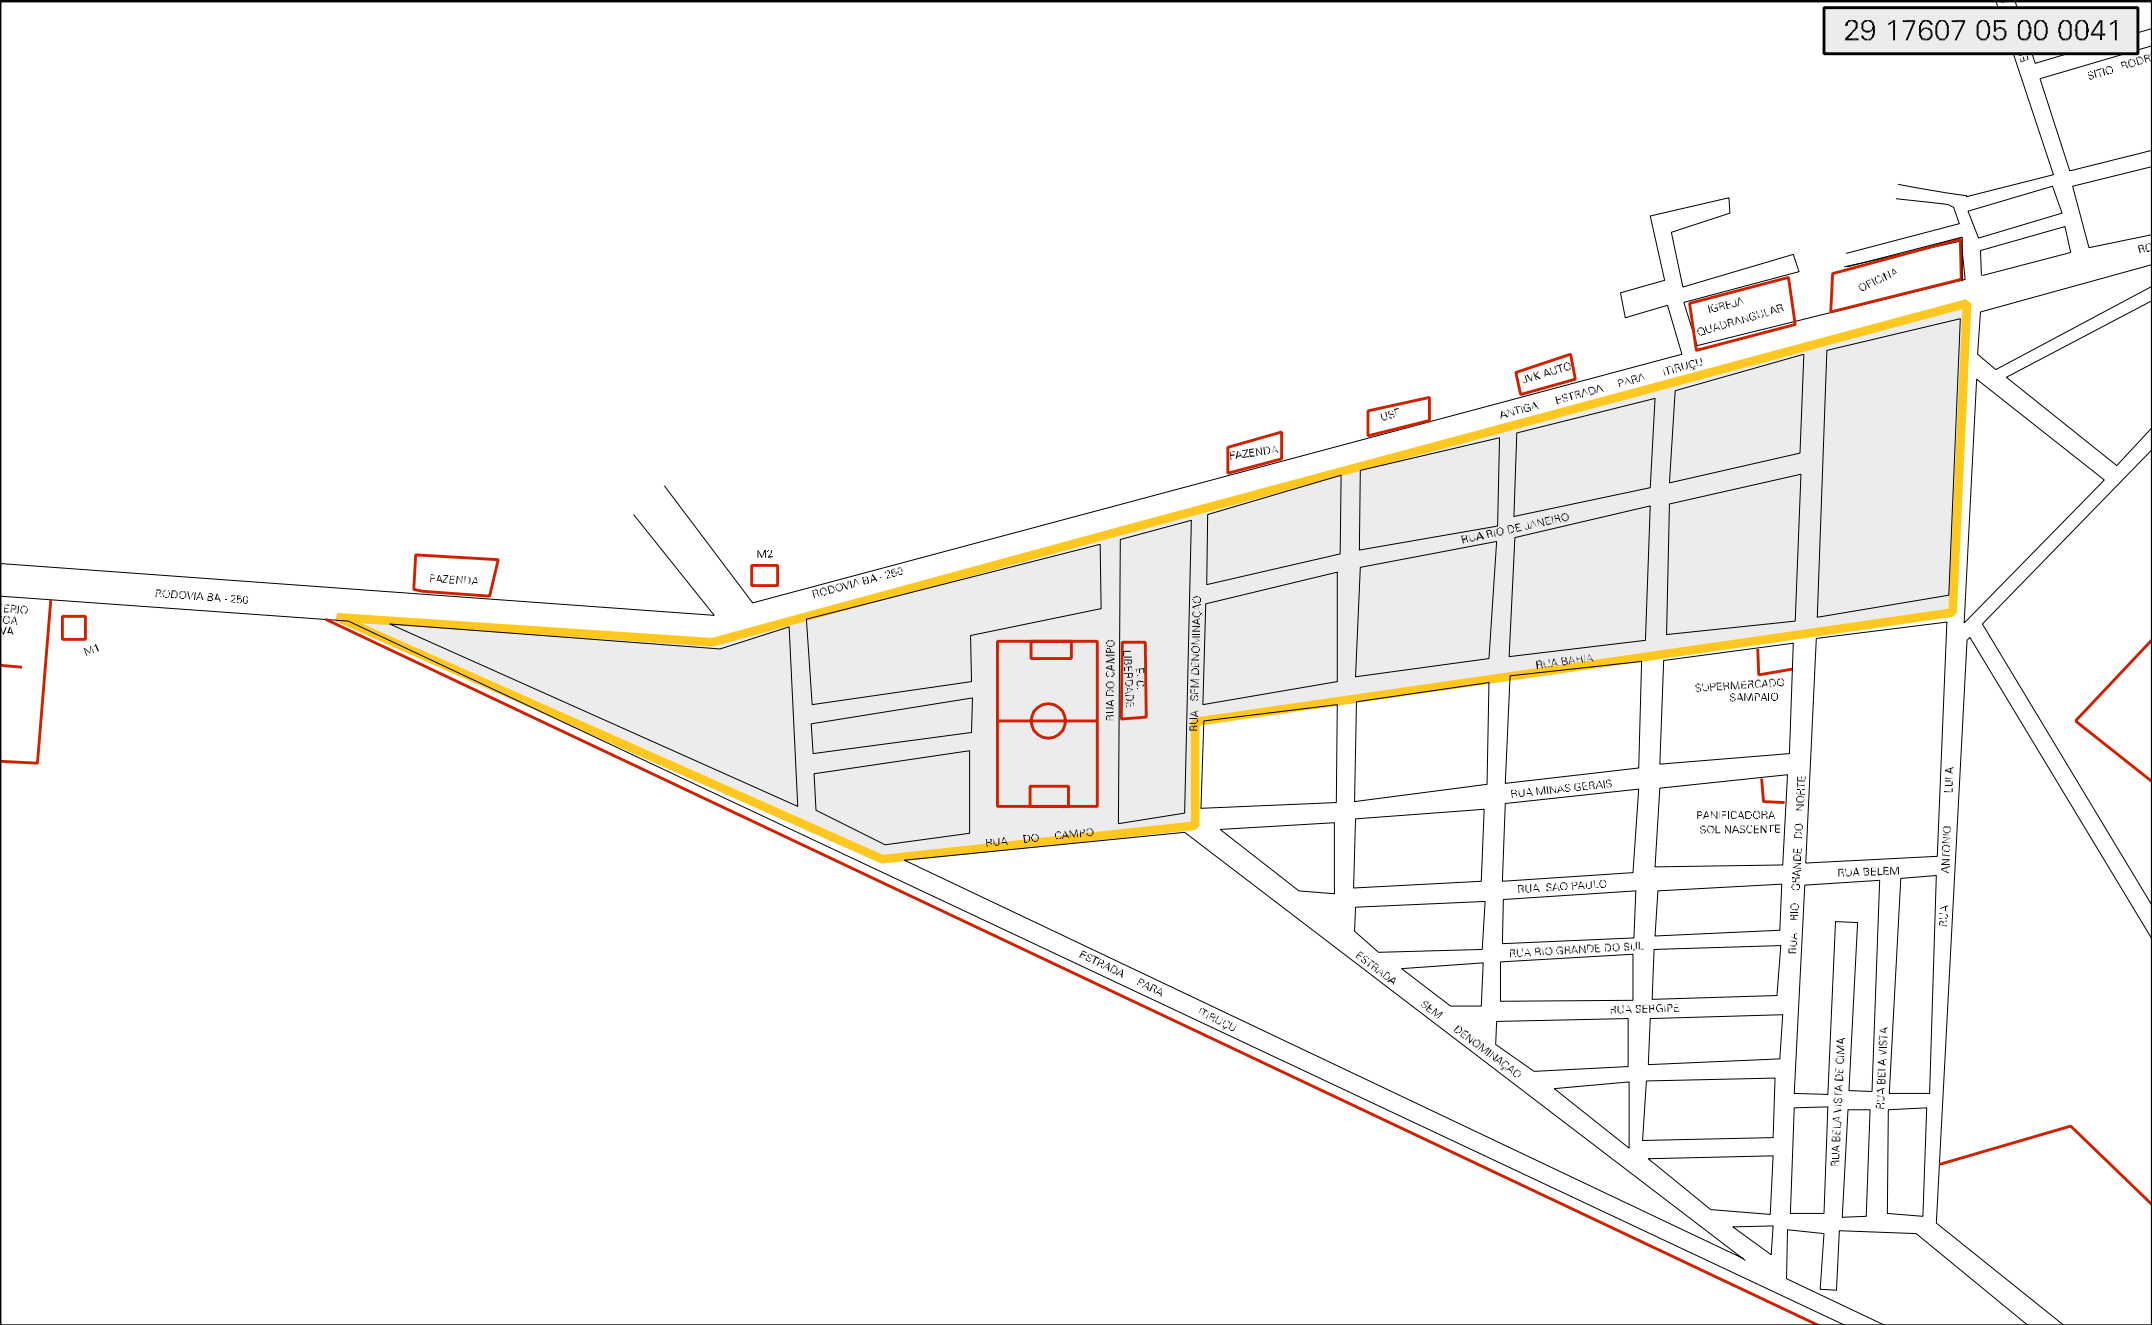 29 17607 05 00 0041
SITIO RODR
OFICINA
IGREJA
QUADRANGULAR
JVK AUTO
ANTIGA ESTRADA PARA ITIRUÇU
USF
FAZENDA
RUA RIO DE JANEIRO
M2
RODOVIA BA - 250
FAZENDA
RODOVIA BA - 250
M1
RUA DO CAMPO
E. C.
LIBERDADE
RUA SEM DENOMINAÇÃO
RUA BAHIA
SUPERMERCADO
SAMPAIO
RUA MINAS GERAIS
PANIFICADORA
SOL NASCENTE
RUA DO CAMPO
RUA SAO PAULO
RUA BELEM
RUA RIO GRANDE DO NORTE
RUA ANTONIO LULA
RUA RIO GRANDE DO SUL
ESTRADA PARA ITIRUÇU
ESTRADA SEM DENOMINAÇÃO
RUA SERGIPE
RUA BELA VISTA DE CIMA
RUA BELA VISTA